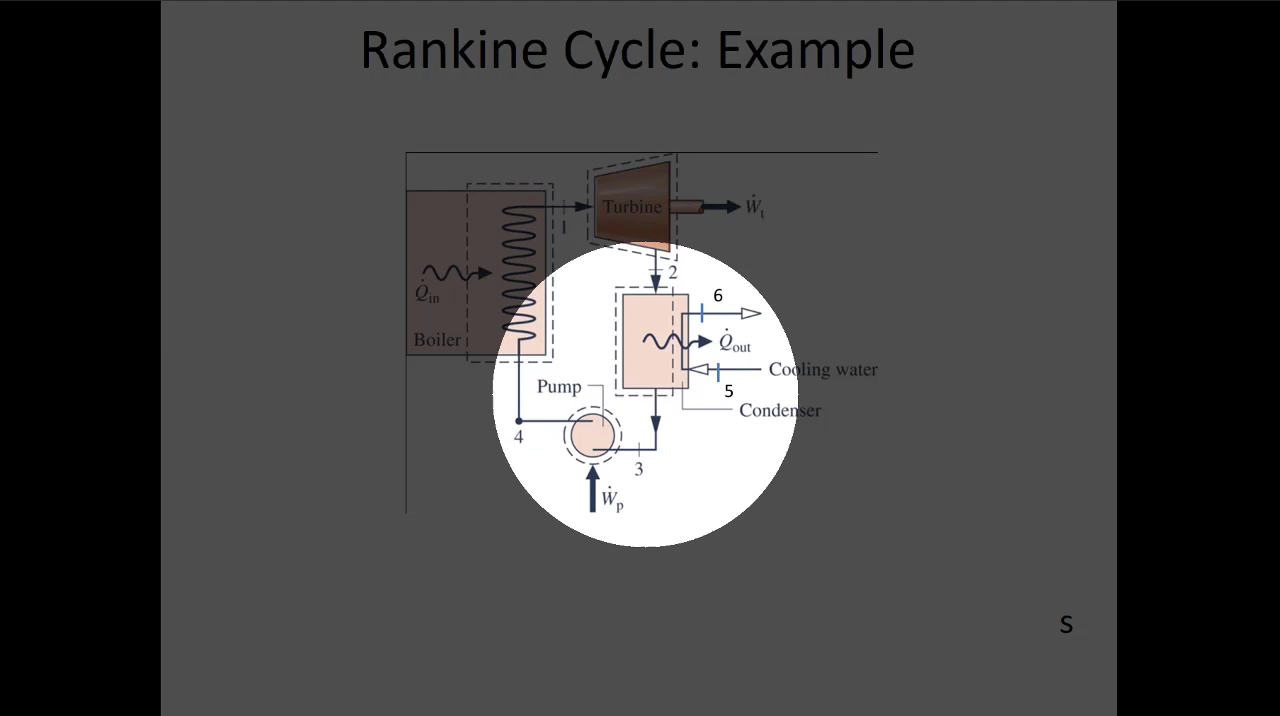 Rankine Cycle: Example
Turbine
Ẇt
1
2
6
Q̇in
Q̇out
Boiler
Cooling water
Pump
5
Condenser
4
3
Ẇp
s